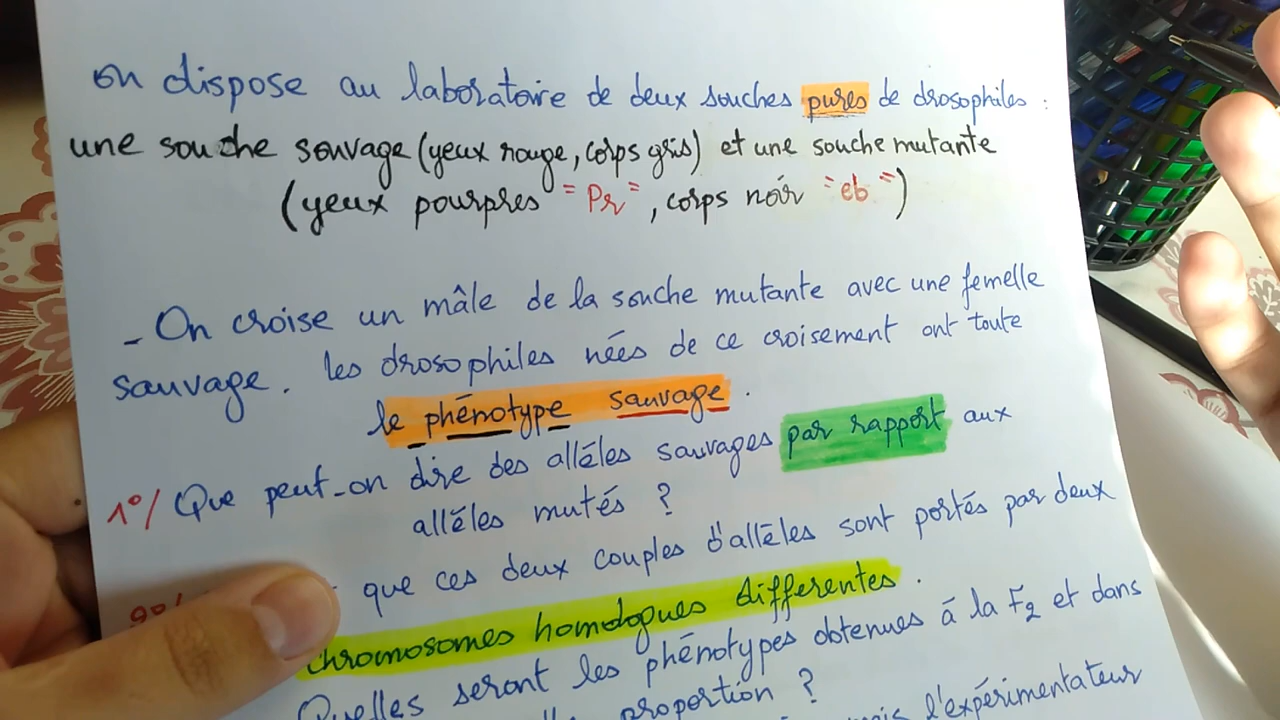 on dispose au laboratoire de deux souches pures de drosophiles :
une souche sauvage (yeux rouge, corps gris) et une souche mutante
(yeux pourpres "Pr", corps noir "eb")
- On croise un mâle de la souche mutante avec une femelle
sauvage. les drosophiles nées de ce croisement ont toute
le phénotype sauvage.
1°/ Que peut-on dire des allèles sauvages par rapport aux
allèles mutés ?
que ces deux couples d'allèles sont portés par deux
chromosomes homologues differentes.
Quelles seront les phénotypes obtenues à la F2 et dans
proportion ?
l'expérimentateur